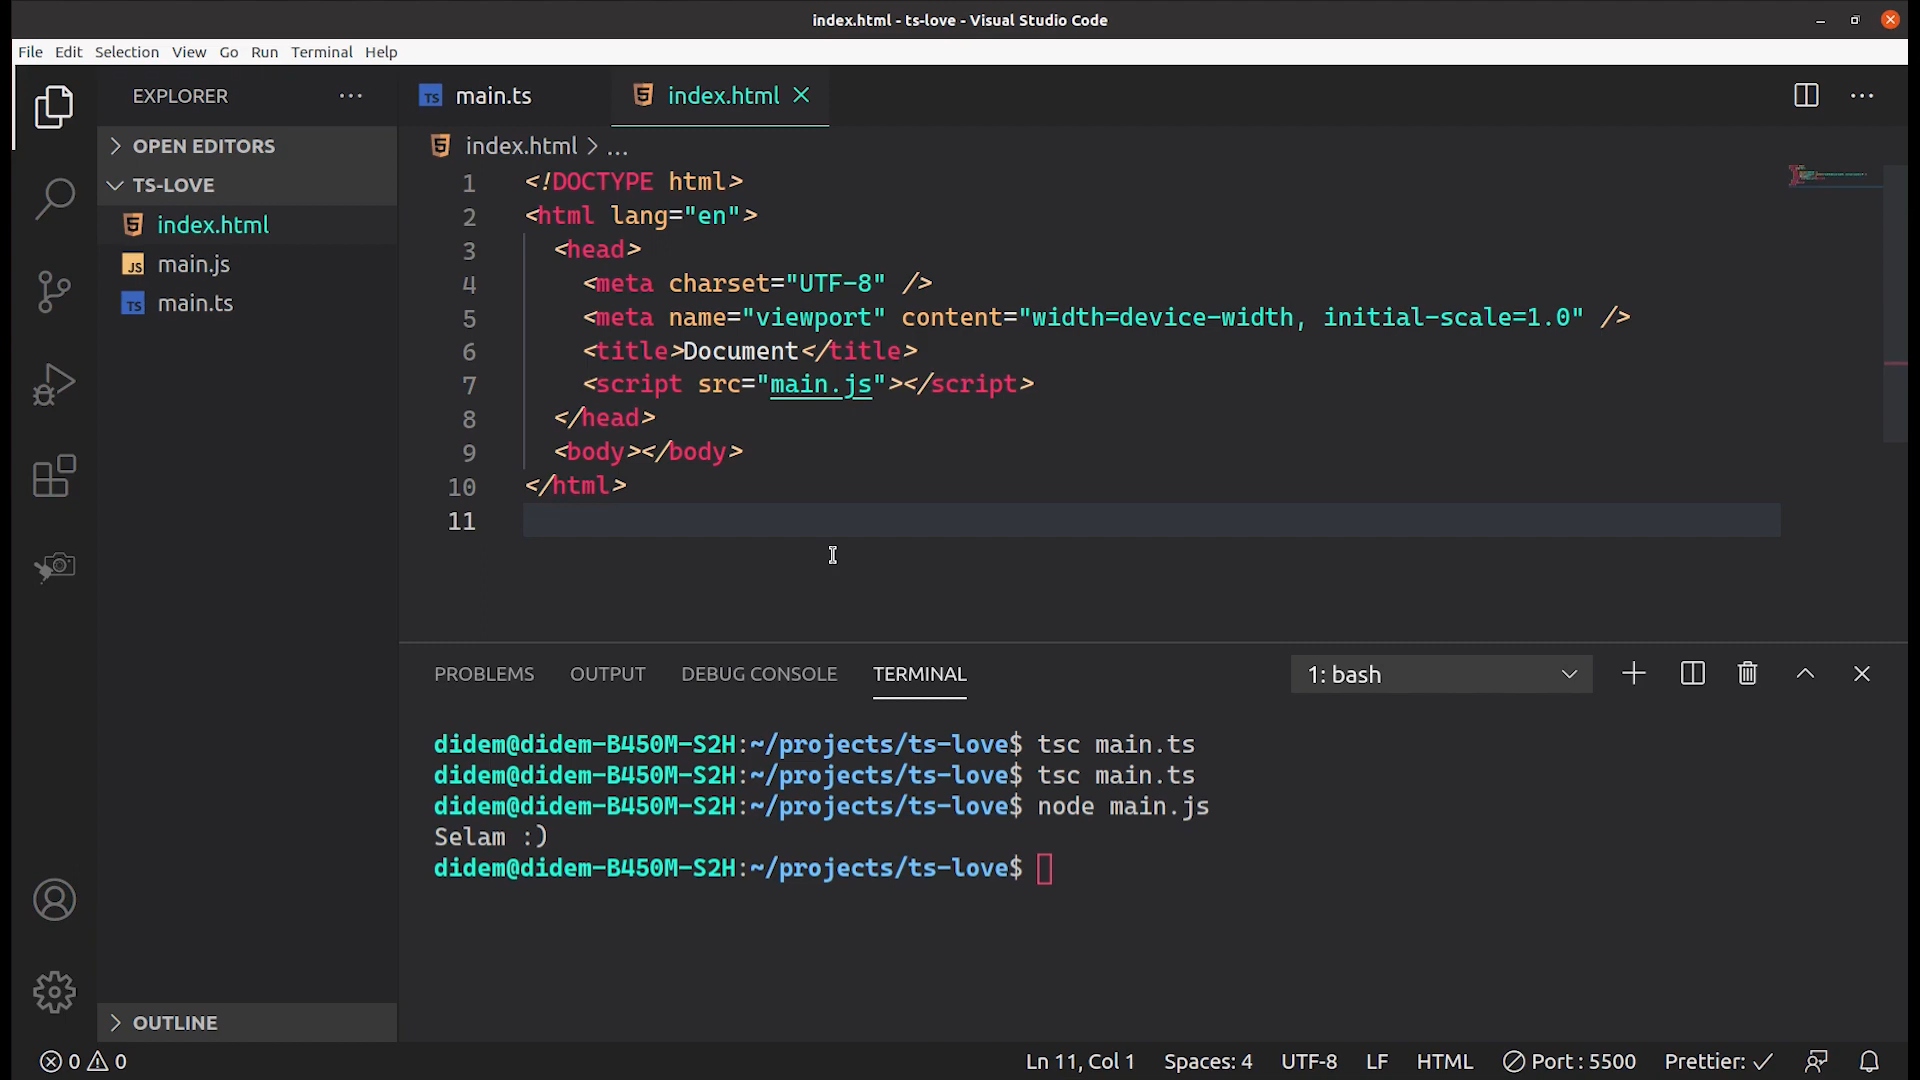 index.html - ts-love - Visual Studio Code
File Edit Selection View Go Run Terminal Help
EXPLORER ...
TS main.ts
index.html
OPEN EDITORS
TS-LOVE
index.html
JS main.js
TS main.ts
index.html > ...
1 <!DOCTYPE html>
2 <html lang="en">
3 <head>
4 <meta charset="UTF-8" />
5 <meta name="viewport" content="width=device-width, initial-scale=1.0" />
6 <title>Document</title>
7 <script src="main.js"></script>
8 </head>
9 <body></body>
10 </html>
11
PROBLEMS OUTPUT DEBUG CONSOLE TERMINAL 1: bash
didem@didem-B450M-S2H:~/projects/ts-love$ tsc main.ts
didem@didem-B450M-S2H:~/projects/ts-love$ tsc main.ts
didem@didem-B450M-S2H:~/projects/ts-love$ node main.js
Selam :)
didem@didem-B450M-S2H:~/projects/ts-love$
OUTLINE
0 0 Ln 11, Col 1 Spaces: 4 UTF-8 LF HTML Port : 5500 Prettier: ✓